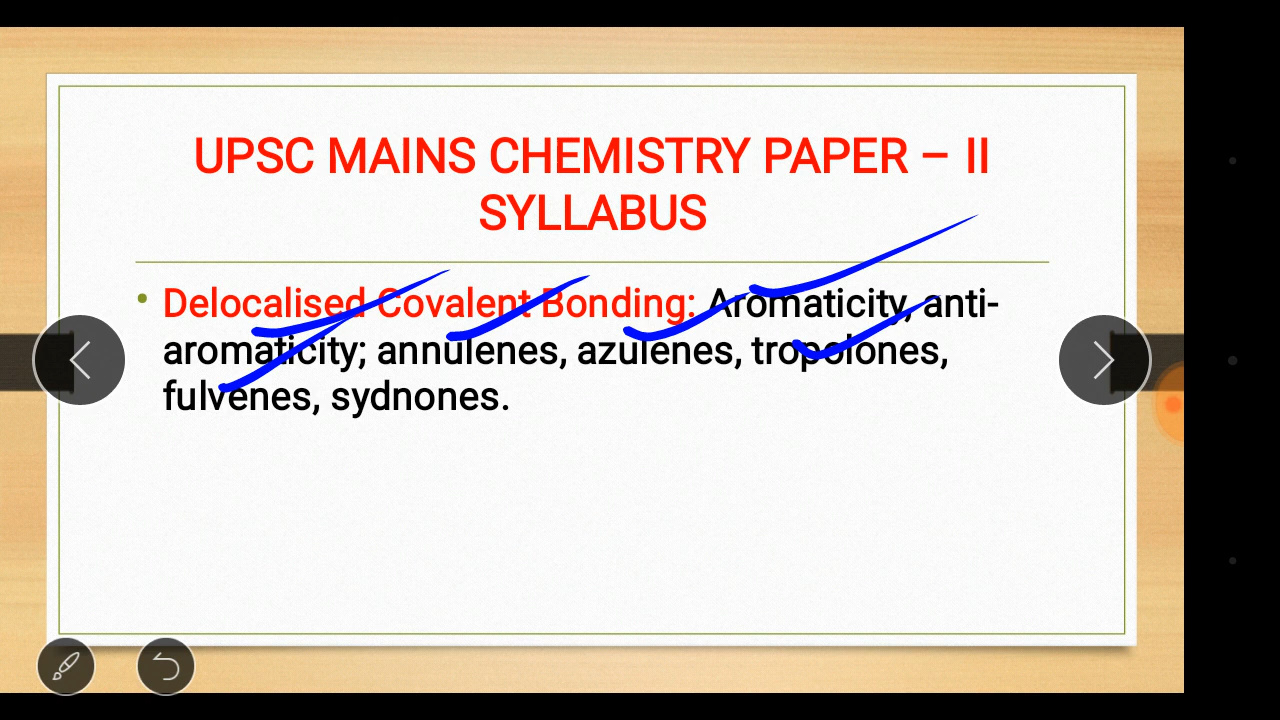 UPSC MAINS CHEMISTRY PAPER – II
SYLLABUS
• Delocalised Covalent Bonding: Aromaticity, anti-
aromaticity; annulenes, azulenes, tropolones,
fulvenes, sydnones.